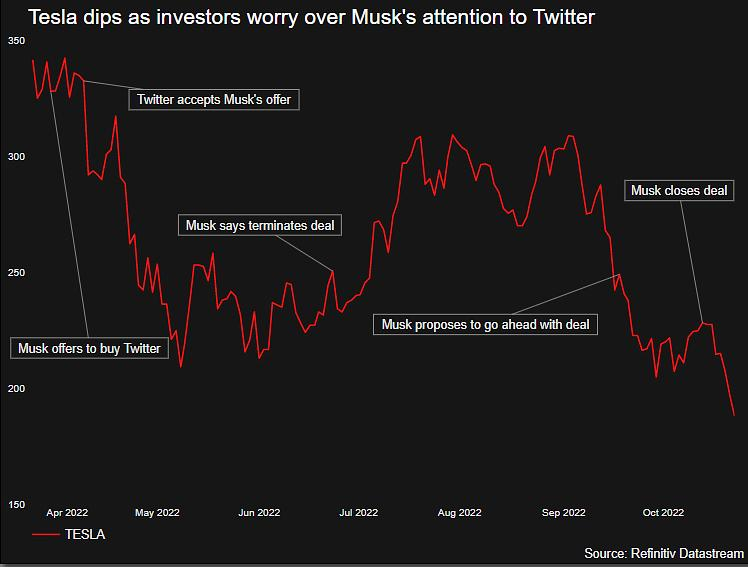 Tesla dips as investors worry over Musk's attention to Twitter
350
Twitter accepts Musk's offer
300
Musk closes deal
Musk says terminates deal
250
Musk proposes to go ahead with deal
Musk offers to buy Twitter
200
150
Apr 2022 May 2022 Jun 2022 Jul 2022 Aug 2022 Sep 2022 Oct 2022
TESLA
Source: Refinitiv Datastream